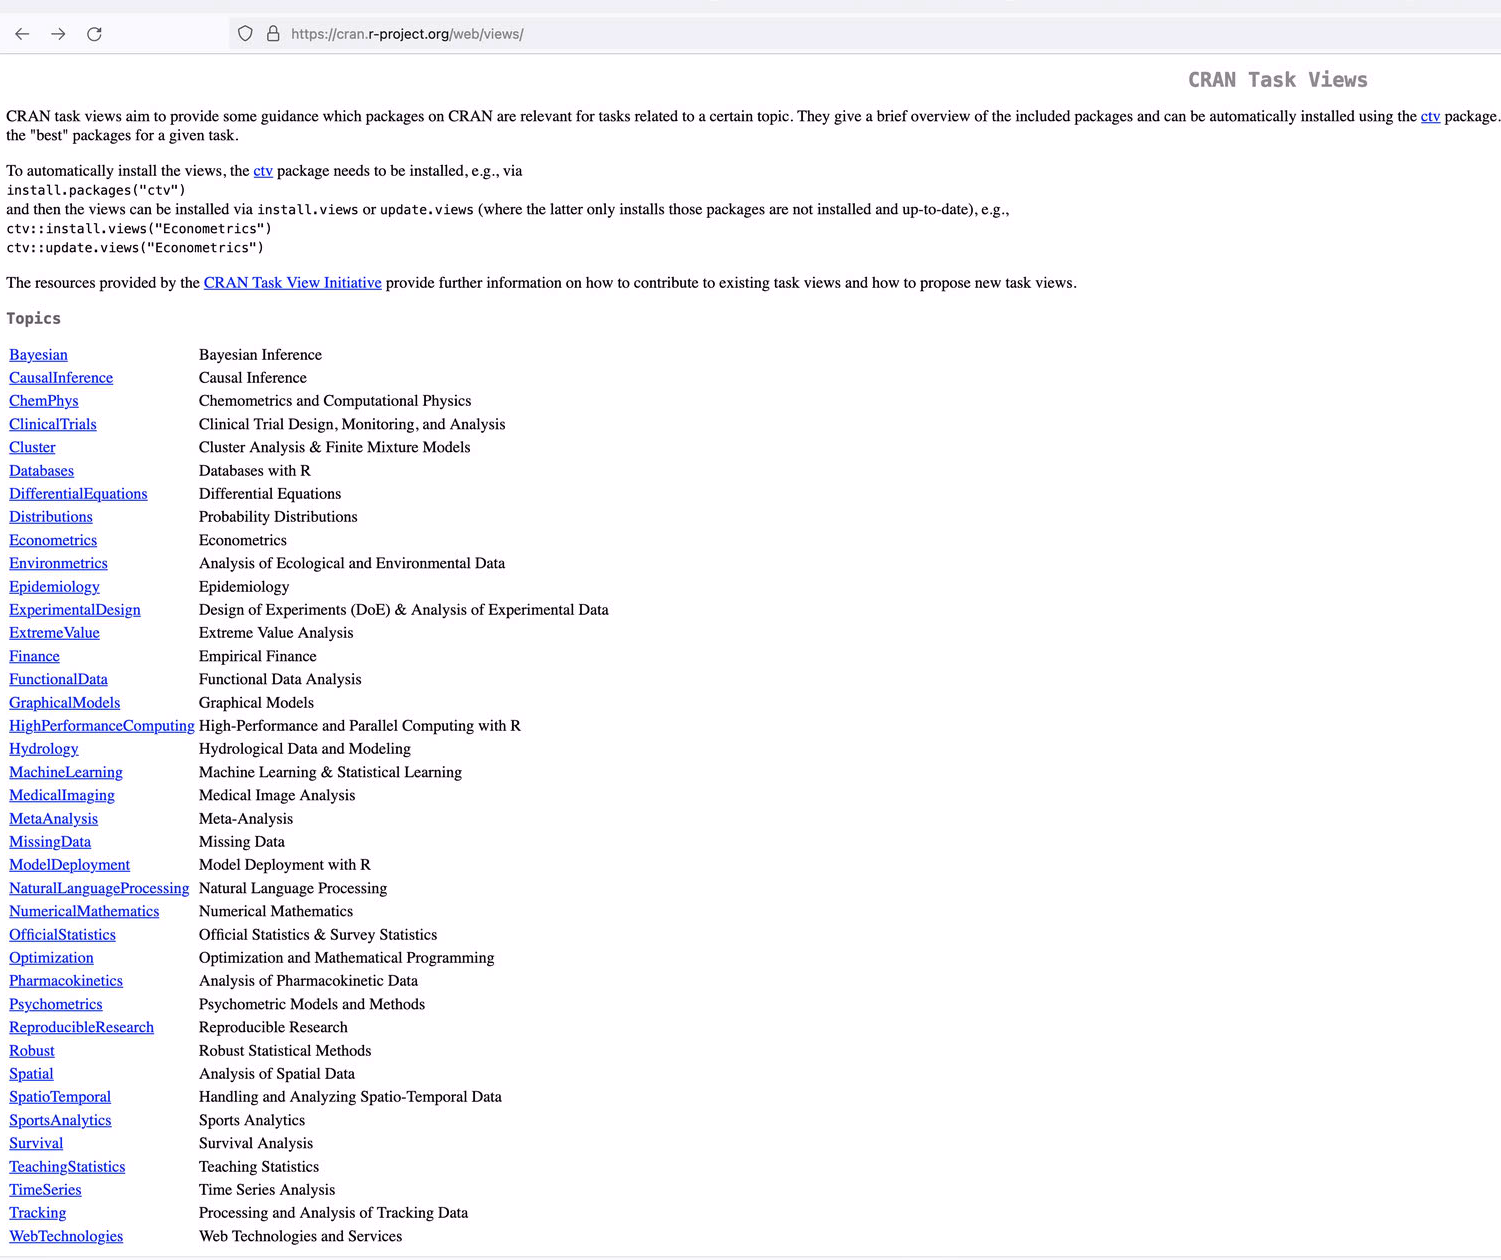 https://cran.r-project.org/web/views/
CRAN Task Views
CRAN task views aim to provide some guidance which packages on CRAN are relevant for tasks related to a certain topic. They give a brief overview of the included packages and can be automatically installed using the ctv package.
the "best" packages for a given task.
To automatically install the views, the ctv package needs to be installed, e.g., via
install.packages("ctv")
and then the views can be installed via install.views or update.views (where the latter only installs those packages are not installed and up-to-date), e.g.,
ctv::install.views("Econometrics")
ctv::update.views("Econometrics")
The resources provided by the CRAN Task View Initiative provide further information on how to contribute to existing task views and how to propose new task views.
Topics
Bayesian Bayesian Inference
CausalInference Causal Inference
ChemPhys Chemometrics and Computational Physics
ClinicalTrials Clinical Trial Design, Monitoring, and Analysis
Cluster Cluster Analysis & Finite Mixture Models
Databases Databases with R
DifferentialEquations Differential Equations
Distributions Probability Distributions
Econometrics Econometrics
Environmetrics Analysis of Ecological and Environmental Data
Epidemiology Epidemiology
ExperimentalDesign Design of Experiments (DoE) & Analysis of Experimental Data
ExtremeValue Extreme Value Analysis
Finance Empirical Finance
FunctionalData Functional Data Analysis
GraphicalModels Graphical Models
HighPerformanceComputing High-Performance and Parallel Computing with R
Hydrology Hydrological Data and Modeling
MachineLearning Machine Learning & Statistical Learning
MedicalImaging Medical Image Analysis
MetaAnalysis Meta-Analysis
MissingData Missing Data
ModelDeployment Model Deployment with R
NaturalLanguageProcessing Natural Language Processing
NumericalMathematics Numerical Mathematics
OfficialStatistics Official Statistics & Survey Statistics
Optimization Optimization and Mathematical Programming
Pharmacokinetics Analysis of Pharmacokinetic Data
Psychometrics Psychometric Models and Methods
ReproducibleResearch Reproducible Research
Robust Robust Statistical Methods
Spatial Analysis of Spatial Data
SpatioTemporal Handling and Analyzing Spatio-Temporal Data
SportsAnalytics Sports Analytics
Survival Survival Analysis
TeachingStatistics Teaching Statistics
TimeSeries Time Series Analysis
Tracking Processing and Analysis of Tracking Data
WebTechnologies Web Technologies and Services